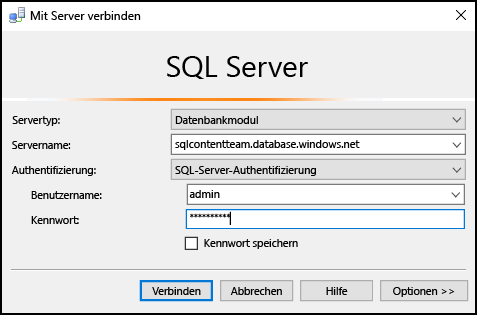 Mit Server verbinden
SQL Server
Servertyp: Datenbankmodul
Servername: sqlcontentteam.database.windows.net
Authentifizierung: SQL-Server-Authentifizierung
Benutzername: admin
Kennwort: **********
Kennwort speichern
Verbinden Abbrechen Hilfe Optionen >>